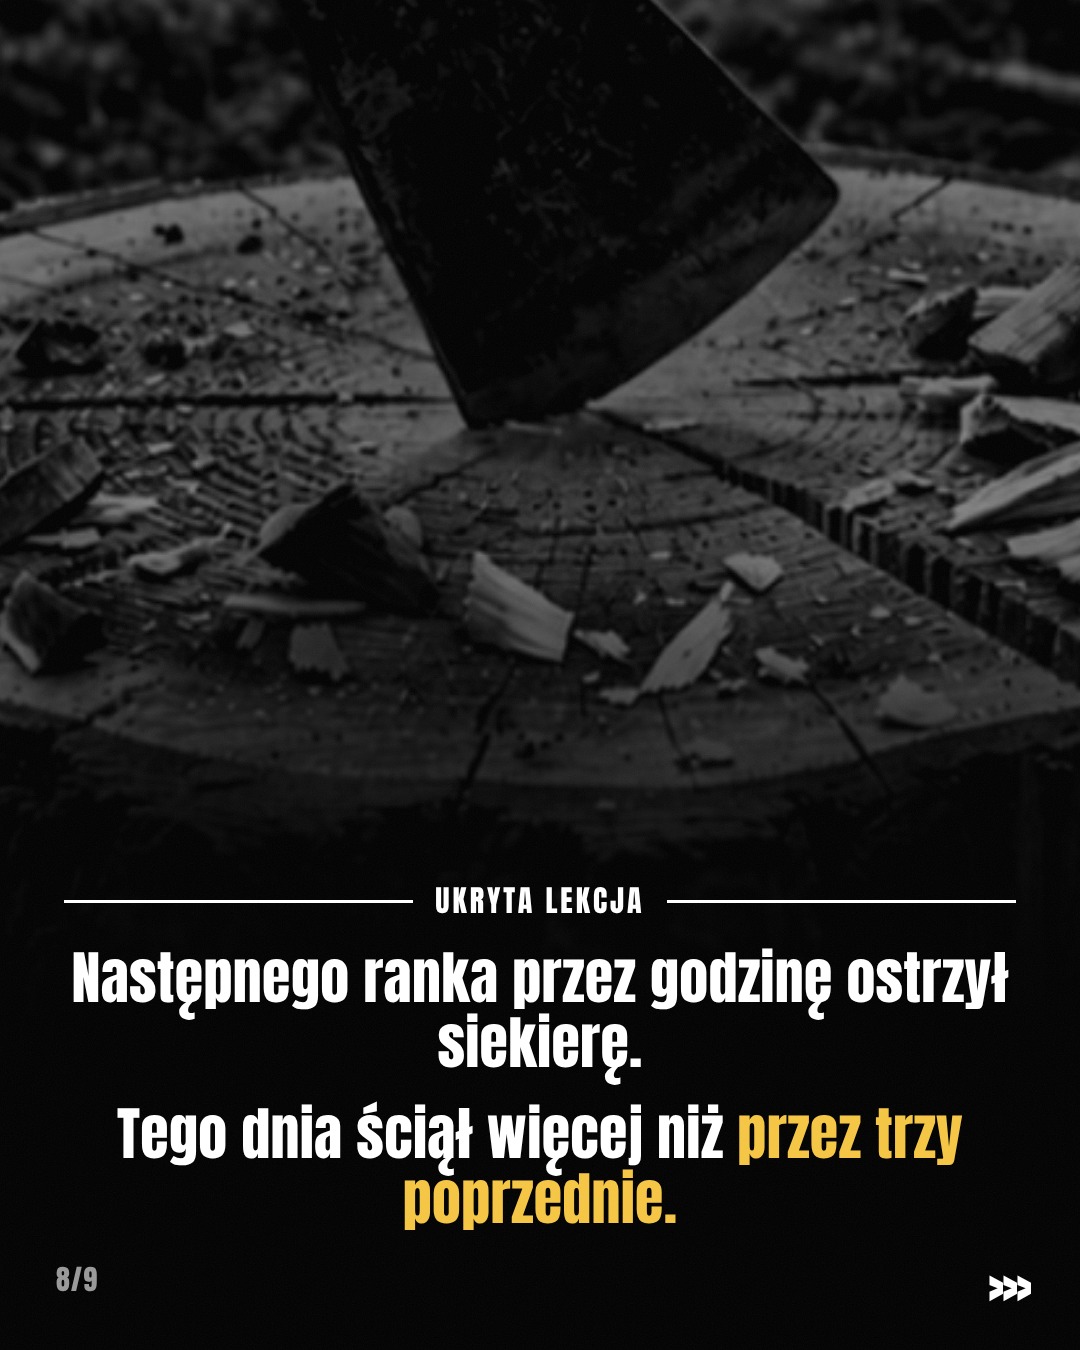 UKRYTA LEKCJA
Następnego ranka przez godzinę ostrzył
siekierę.
Tego dnia ściął więcej niż przez trzy
poprzednie.
8/9
>>>